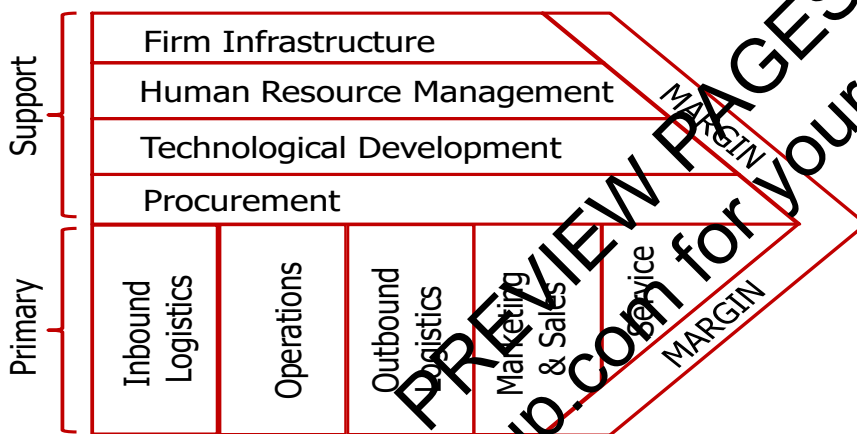 Support
Firm Infrastructure
Human Resource Management
Technological Development
Procurement
MARGIN
Primary
Inbound
Logistics
Operations
Outbound
Logistics
Marketing
& Sales
Service
MARGIN
PREVIEW PAGES
up.com for your